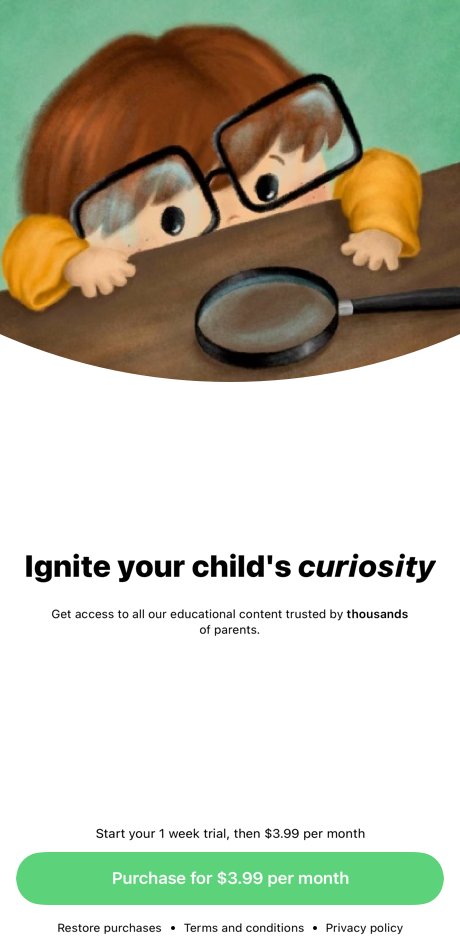 Ignite your child's curiosity
Get access to all our educational content trusted by thousands
of parents.
Start your 1 week trial, then $3.99 per month
Purchase for $3.99 per month
Restore purchases • Terms and conditions • Privacy policy